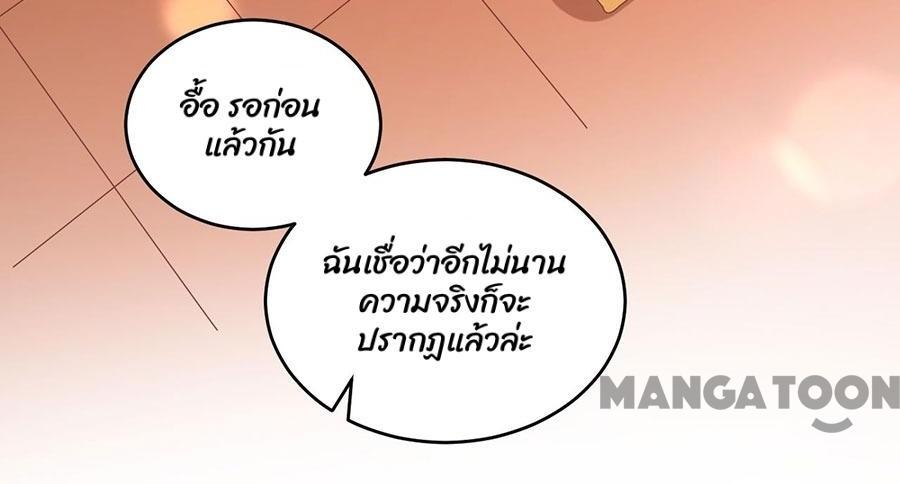 อื้อ รอก่อน
แล้วกัน
ฉันเชื่อว่าอีกไม่นาน
ความจริงก็จะ
ปรากฏแล้วล่ะ
MANGATOON